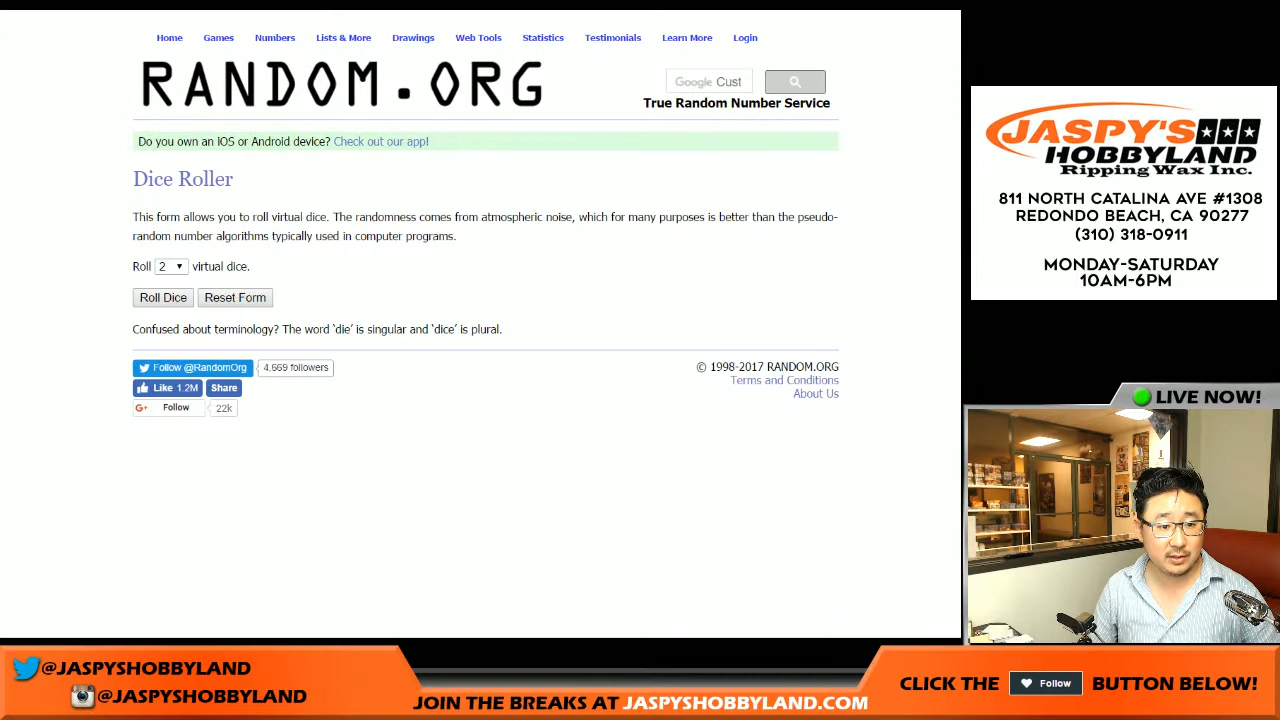 Home Games Numbers Lists & More Drawings Web Tools Statistics Testimonials Learn More Login
RANDOM.ORG
Google Cust
True Random Number Service
Do you own an iOS or Android device? Check out our app!
Dice Roller
This form allows you to roll virtual dice. The randomness comes from atmospheric noise, which for many purposes is better than the pseudo-
random number algorithms typically used in computer programs.
Roll 2 virtual dice.
Roll Dice Reset Form
Confused about terminology? The word ‘die’ is singular and ‘dice’ is plural.
Follow @RandomOrg 4,669 followers
Like 1.2M Share
G+ Follow 22k
© 1998-2017 RANDOM.ORG
Terms and Conditions
About Us
JASPY'S
HOBBYLAND
Ripping Wax Inc.
811 NORTH CATALINA AVE #1308
REDONDO BEACH, CA 90277
(310) 318-0911
MONDAY-SATURDAY
10AM-6PM
LIVE NOW!
@JASPYSHOBBYLAND
@JASPYSHOBBYLAND
JOIN THE BREAKS AT JASPYSHOBBYLAND.COM
CLICK THE Follow BUTTON BELOW!